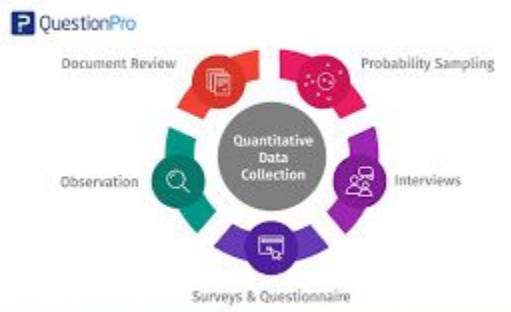 QuestionPro
Document Review
Probability Sampling
Quantitative
Data
Collection
Observation
Interviews
Surveys & Questionnaire